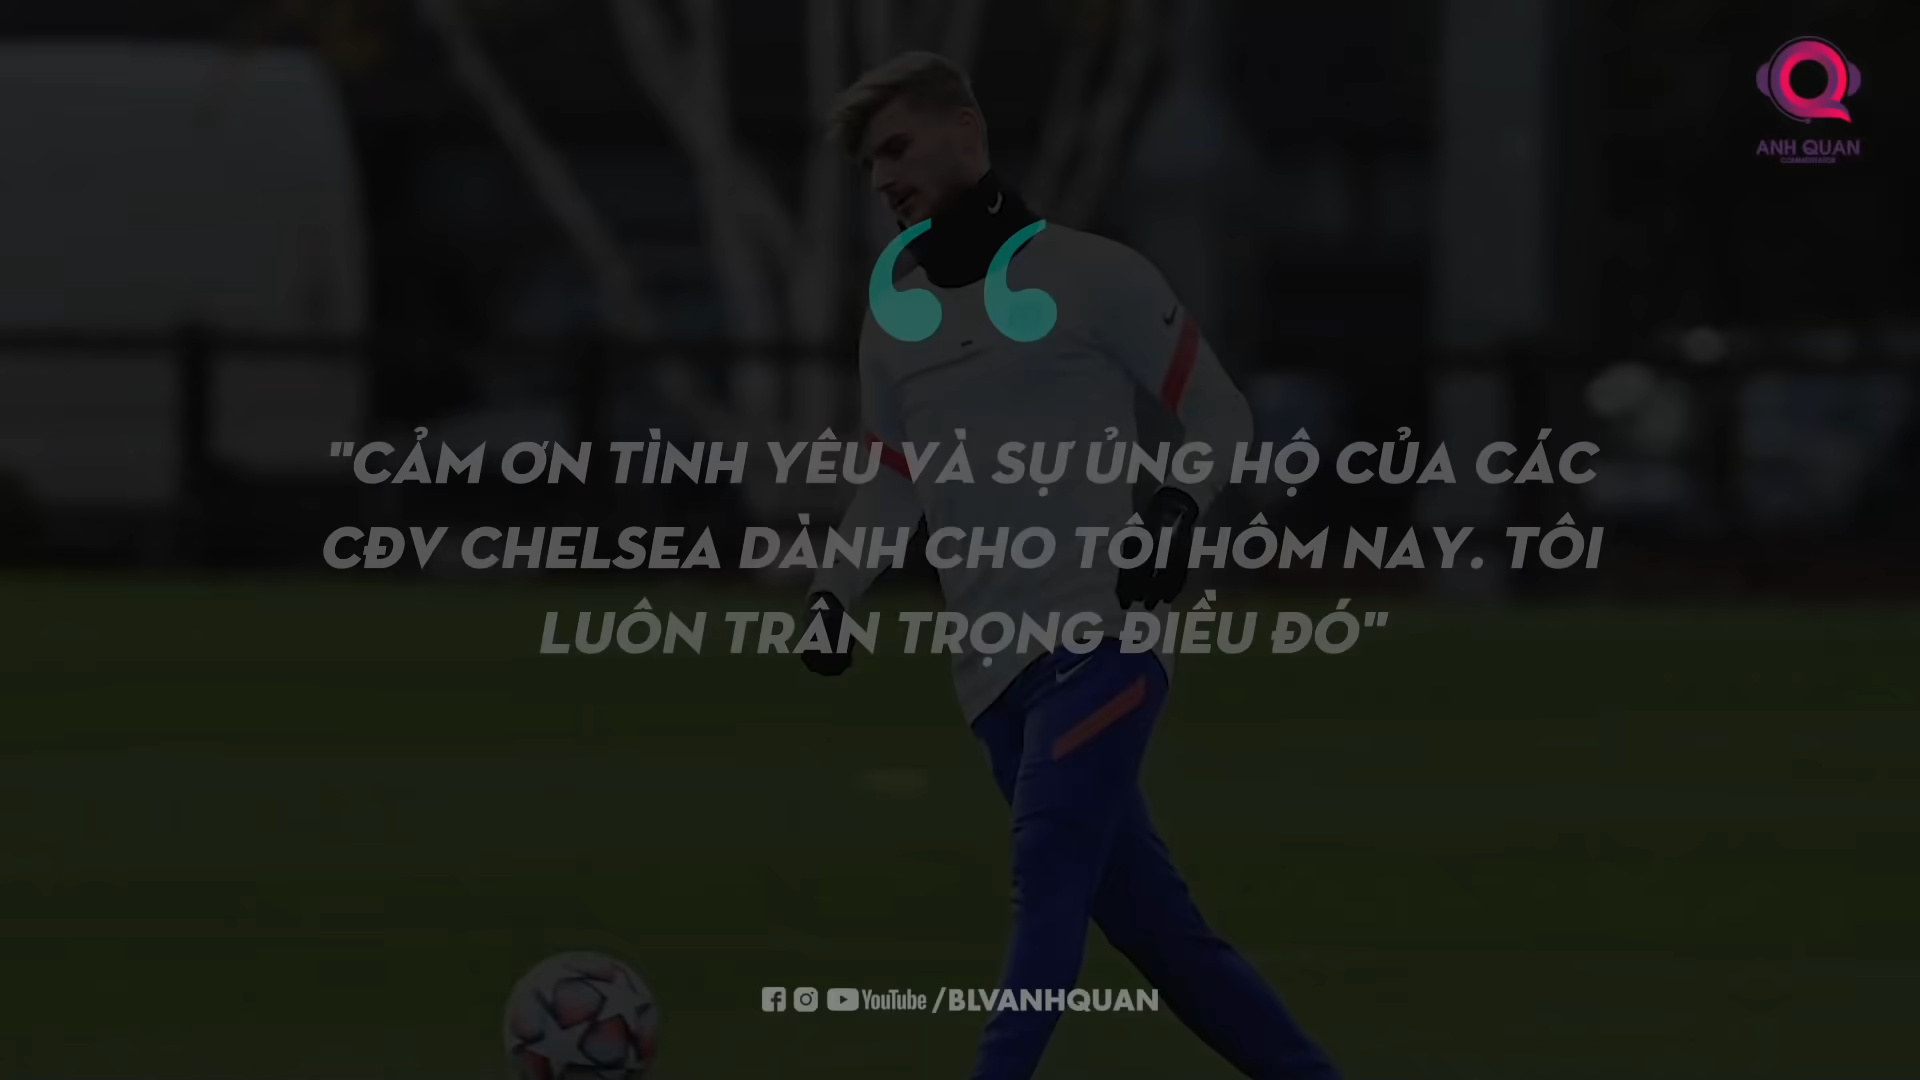 ANH QUAN
COMMENTATOR
"CẢM ƠN TÌNH YÊU VÀ SỰ ỦNG HỘ CỦA CÁC
CĐV CHELSEA DÀNH CHO TÔI HÔM NAY. TÔI
LUÔN TRÂN TRỌNG ĐIỀU ĐÓ"
YouTube /BLVANHQUAN